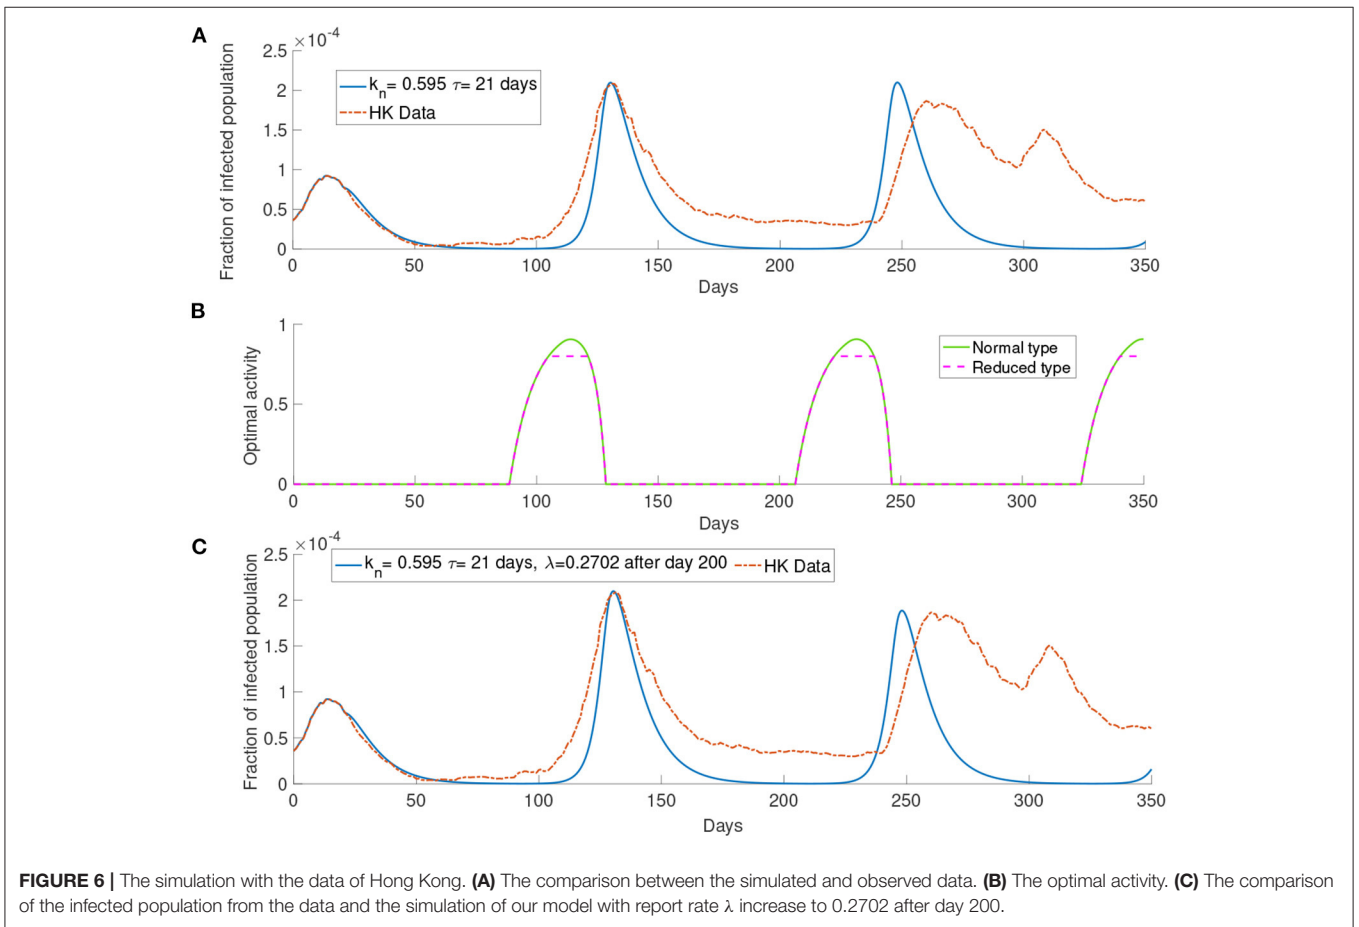 A
×10⁻⁴
2.5
2
1.5
1
0.5
0
Fraction of infected population
kₙ= 0.595 τ= 21 days
HK Data
0 50 100 150 200 250 300 350
Days
B
1
0.5
0
Optimal activity
Normal type
Reduced type
0 50 100 150 200 250 300 350
Days
C
×10⁻⁴
2.5
2
1.5
1
0.5
0
Fraction of infected population
kₙ= 0.595 τ= 21 days, λ=0.2702 after day 200 HK Data
0 50 100 150 200 250 300 350
Days
FIGURE 6 | The simulation with the data of Hong Kong. (A) The comparison between the simulated and observed data. (B) The optimal activity. (C) The comparison
of the infected population from the data and the simulation of our model with report rate λ increase to 0.2702 after day 200.